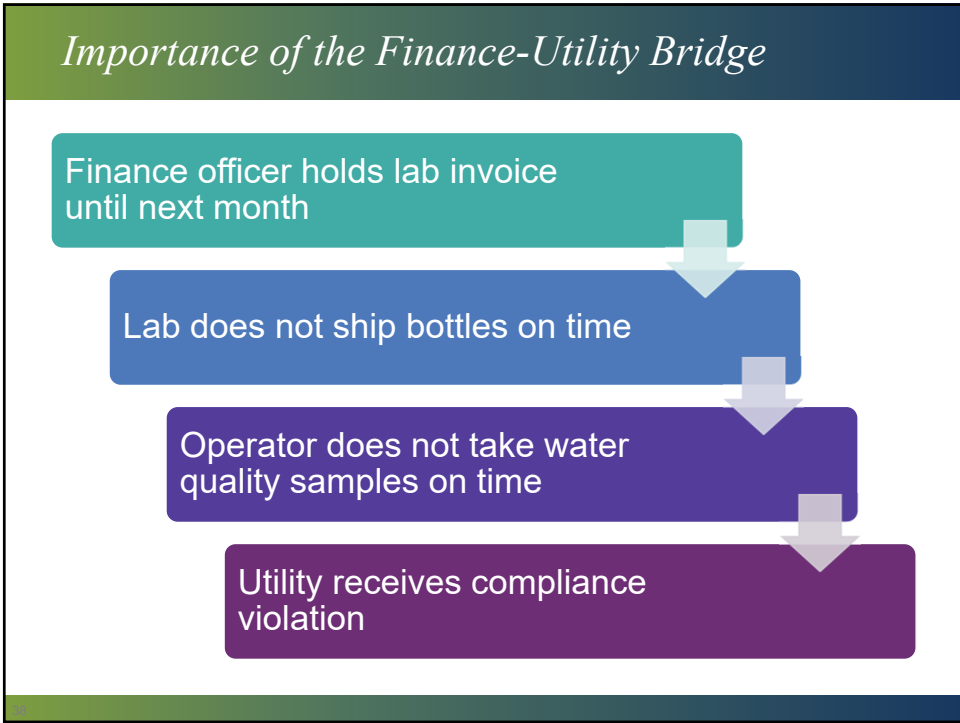 Importance of the Finance-Utility Bridge
Finance officer holds lab invoice
until next month
Lab does not ship bottles on time
Operator does not take water
quality samples on time
Utility receives compliance
violation
38